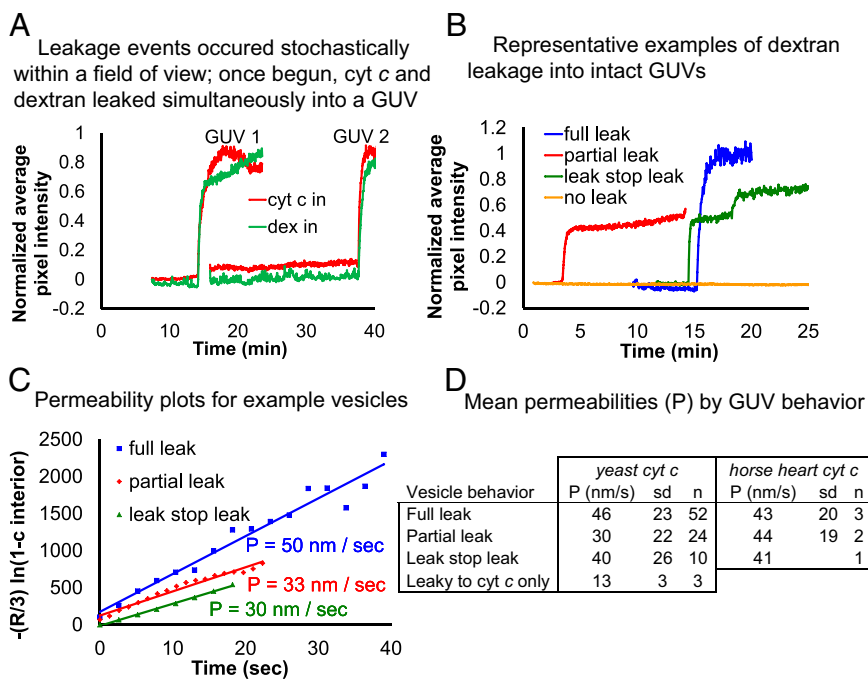 A
Leakage events occured stochastically
within a field of view; once begun, cyt c and
dextran leaked simultaneously into a GUV
Normalized average
pixel intensity
1
0.8
0.6
0.4
0.2
0
-0.2
GUV 1
GUV 2
cyt c in
dex in
0 10 20 30 40
Time (min)
B
Representative examples of dextran
leakage into intact GUVs
Normalized average
pixel intensity
1.2
1
0.8
0.6
0.4
0.2
0
-0.2
full leak
partial leak
leak stop leak
no leak
0 5 10 15 20 25
Time (min)
C
Permeability plots for example vesicles
-(R/3) ln(1-c interior)
2500
2000
1500
1000
500
0
full leak
partial leak
leak stop leak
P = 50 nm / sec
P = 33 nm / sec
P = 30 nm / sec
0 10 20 30 40
Time (sec)
D
Mean permeabilities (P) by GUV behavior
yeast cyt c horse heart cyt c
Vesicle behavior P (nm/s) sd n P (nm/s) sd n
Full leak 46 23 52 43 20 3
Partial leak 30 22 24 44 19 2
Leak stop leak 40 26 10 41 1
Leaky to cyt c only 13 3 3